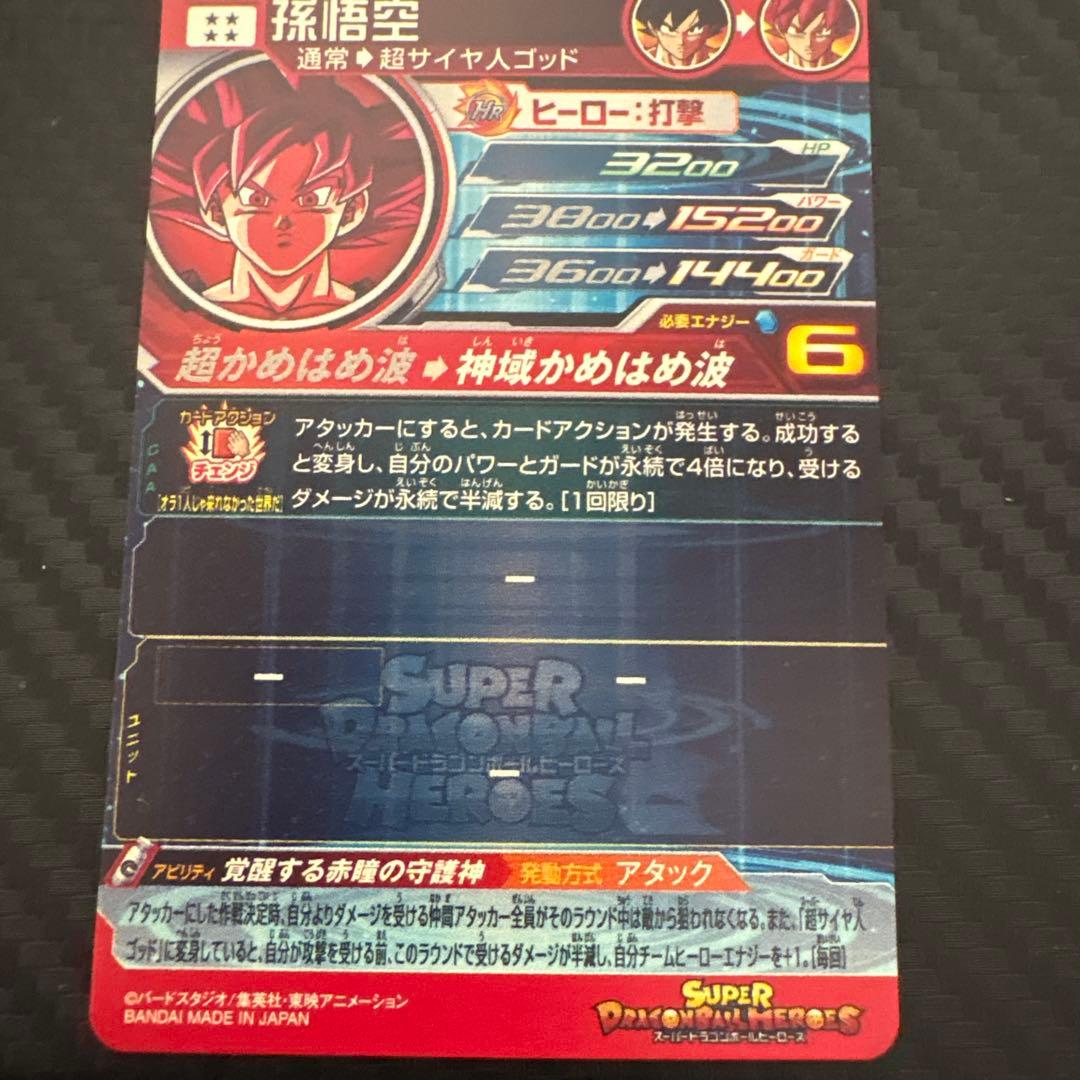 孫悟空
通常➡超サイヤ人ゴッド
HR ヒーロー:打撃
HP
3200
パワー
3800➡15200
ガード
3600➡14400
必要エナジー 6
超かめはめ波➡神域かめはめ波
CAA
カードアクション
チェンジ
[オラ1人じゃ来れなかった世界だ]
アタッカーにすると、カードアクションが発生する。成功する
と変身し、自分のパワーとガードが永続で4倍になり、受ける
ダメージが永続で半減する。[1回限り]
ー
ユニット
ー
ー
ー
SUPER
DRAGONBALL
スーパードラゴンボールヒーローズ
HEROES
アビリティ 覚醒する赤瞳の守護神 発動方式 アタック
アタッカーにした作戦決定時、自分よりダメージを受ける仲間アタッカー全員がそのラウンド中は敵から狙われなくなる。また、「超サイヤ人
ゴッド」に変身していると、自分が攻撃を受ける前、このラウンドで受けるダメージが半減し、自分チームヒーローエナジーを+1。[毎回]
©バードスタジオ/集英社・東映アニメーション
BANDAI MADE IN JAPAN
SUPER
DRAGONBALL HEROES
スーパードラゴンボールヒーローズ